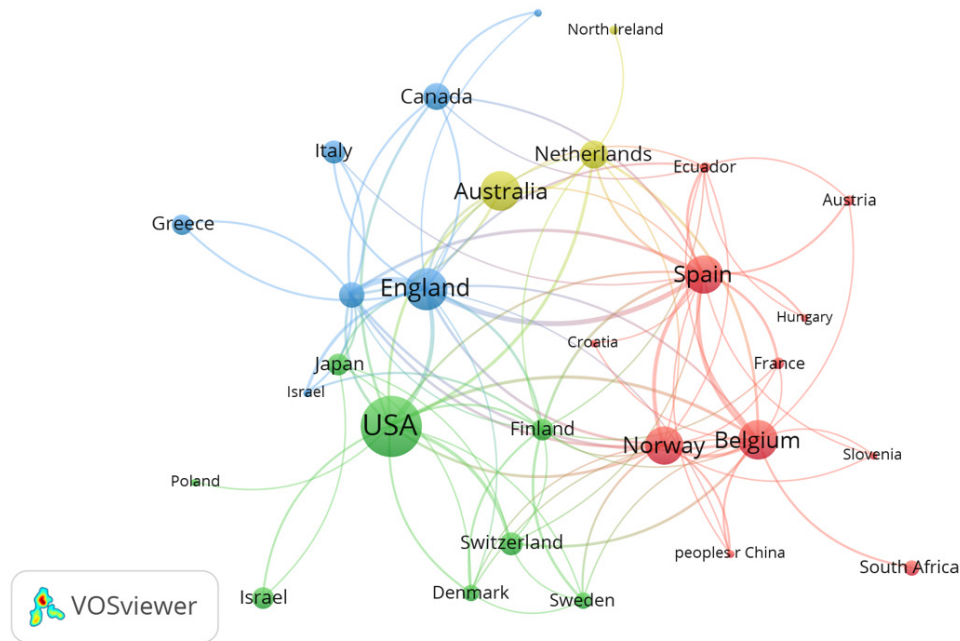 North Ireland
Canada
Italy
Netherlands
Ecuador
Australia
Austria
Greece
Spain
England
Hungary
Croatia
Japan
France
Israel
USA
Finland
Norway
Belgium
Slovenia
Poland
Switzerland
peoples r China
South Africa
Israel
Denmark
Sweden
VOSviewer